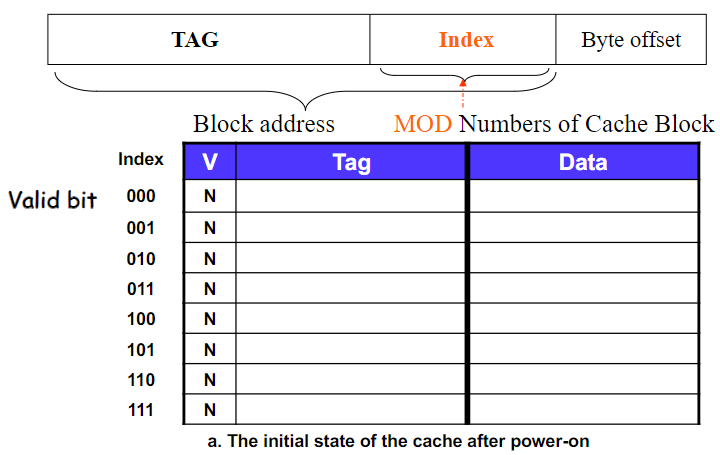 TAG Index Byte offset
Block address MOD Numbers of Cache Block
Index V Tag Data
Valid bit 000 N
001 N
010 N
011 N
100 N
101 N
110 N
111 N
a. The initial state of the cache after power-on